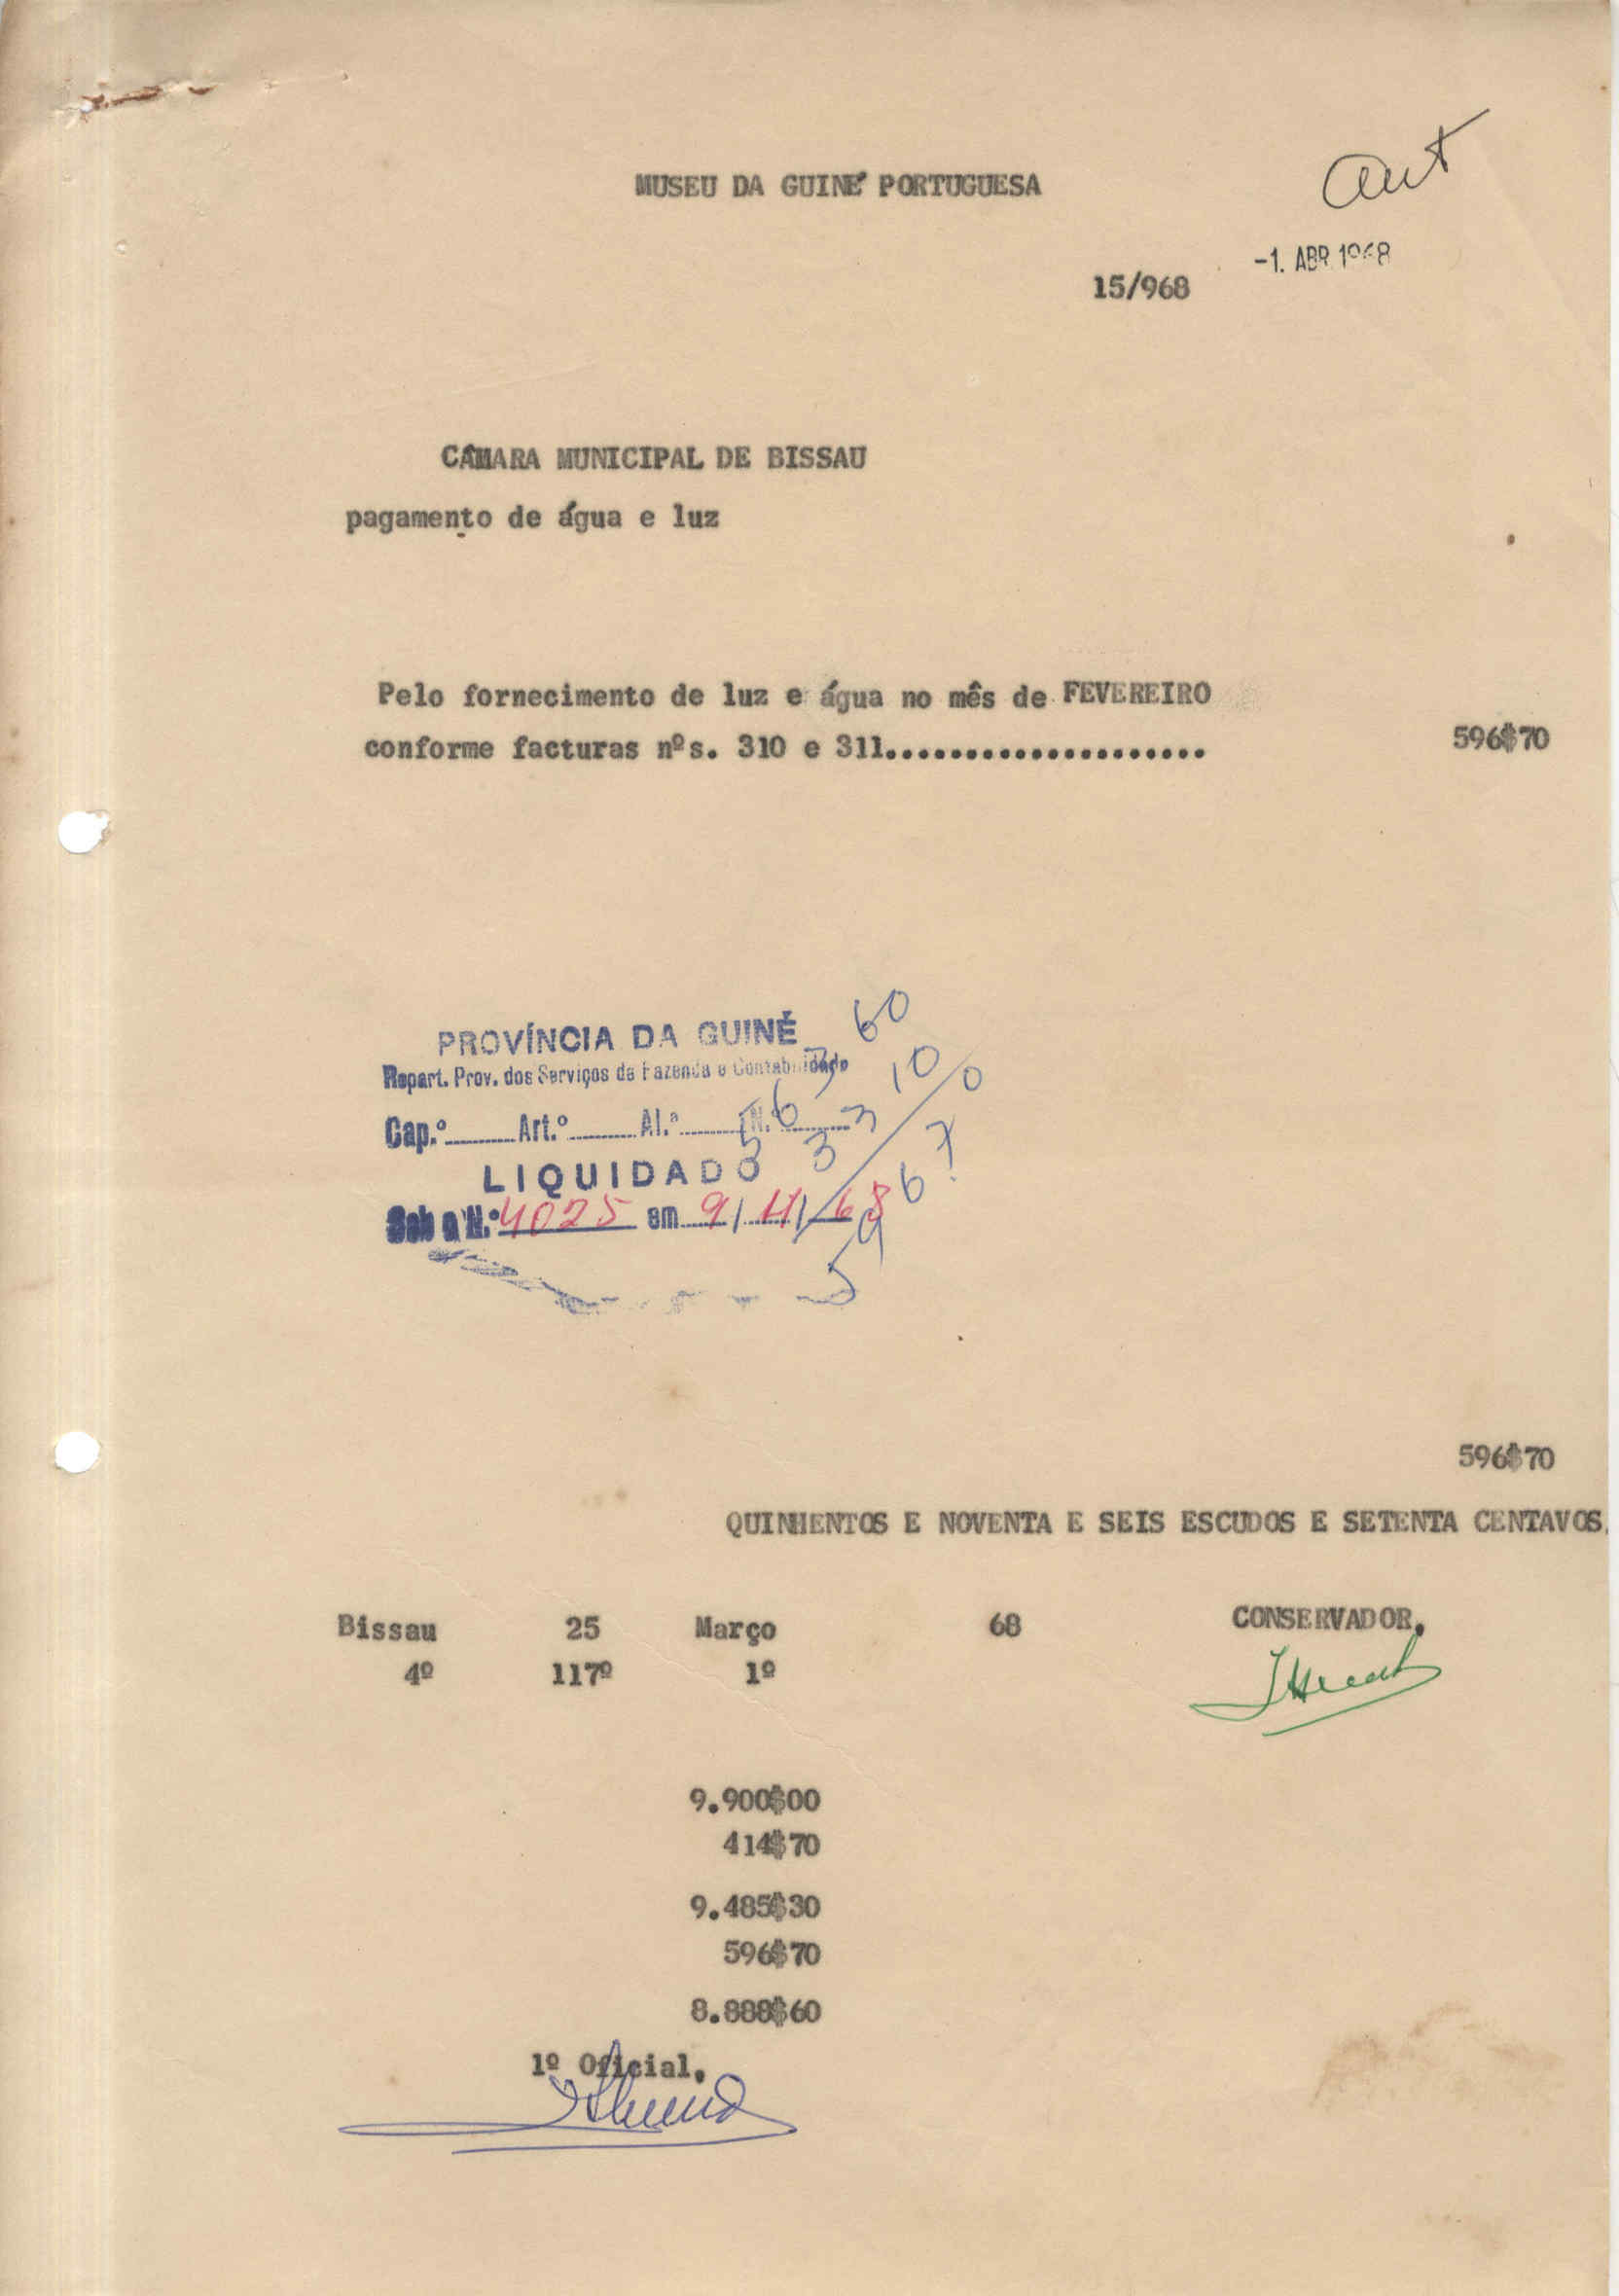 MUSEU DA GUINÉ PORTUGUESA
aut
-1. ABR. 1968
15/968
CÂMARA MUNICIPAL DE BISSAU
pagamento de água e luz
Pelo fornecimento de luz e água no mês de FEVEREIRO
conforme facturas nºs. 310 e 311....................
596$70
PROVÍNCIA DA GUINÉ
Repart. Prov. dos Serviços de Fazenda e Contabilidade
Cap.º Art.º Al.ª N.º
LIQUIDADO
Sob o N.º 4025 em 9/4/68
596$70
QUINHENTOS E NOVENTA E SEIS ESCUDOS E SETENTA CENTAVOS.
Bissau 25 Março 68 CONSERVADOR.
4º 117º 1º
9.900$00
414$70
9.485$30
596$70
8.888$60
1º Oficial.